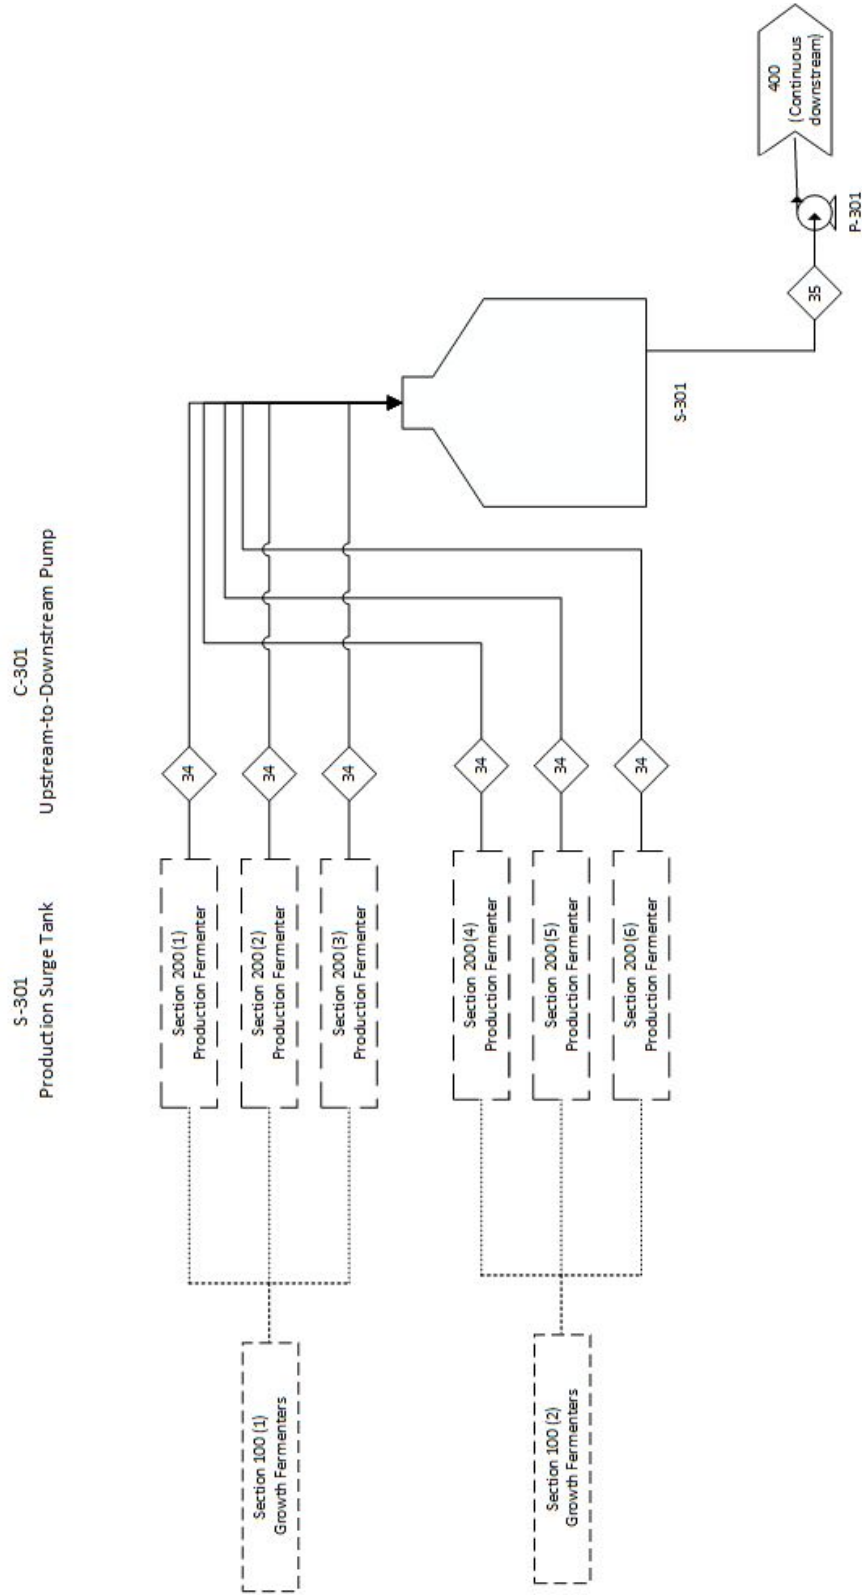 S-301
Production Surge Tank
C-301
Upstream-to-Downstream Pump
Section 100 (1)
Growth Fermenters
Section 100 (2)
Growth Fermenters
Section 200 (1)
Production Fermenter
Section 200 (2)
Production Fermenter
Section 200 (3)
Production Fermenter
Section 200 (4)
Production Fermenter
Section 200 (5)
Production Fermenter
Section 200 (6)
Production Fermenter
34
34
34
34
34
34
S-301
35
P-301
400
(Continuous
downstream)